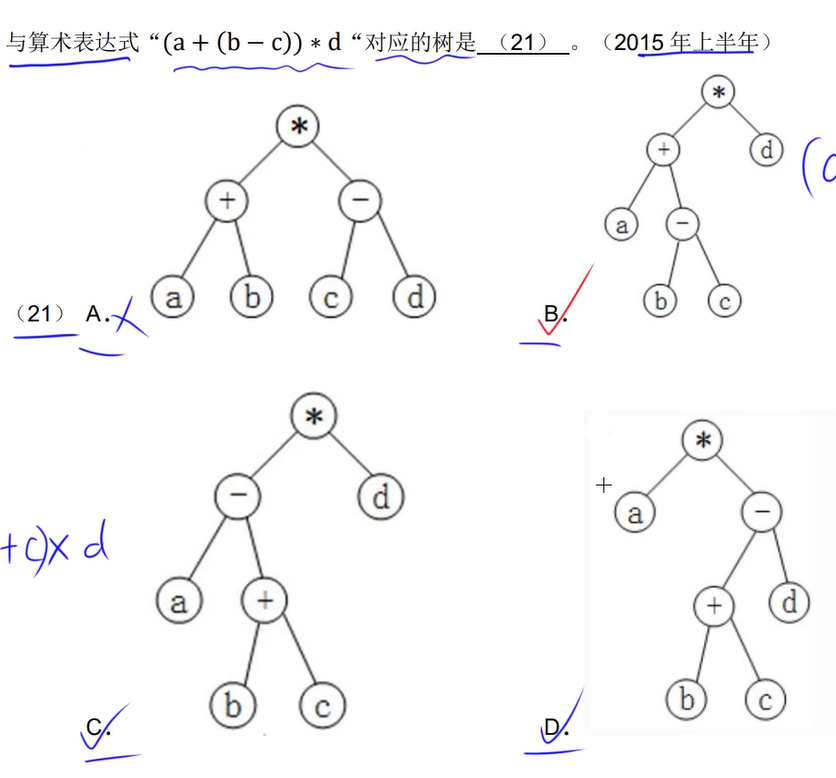 与算术表达式“(a + (b − c)) ∗ d “对应的树是 （21） 。（2015 年上半年）
*
+
−
a
b
c
d
（21） A.
*
+
d
a
−
b
c
B.
*
−
d
a
+
b
c
+c)× d
C.
*
a
−
+
d
b
c
D.